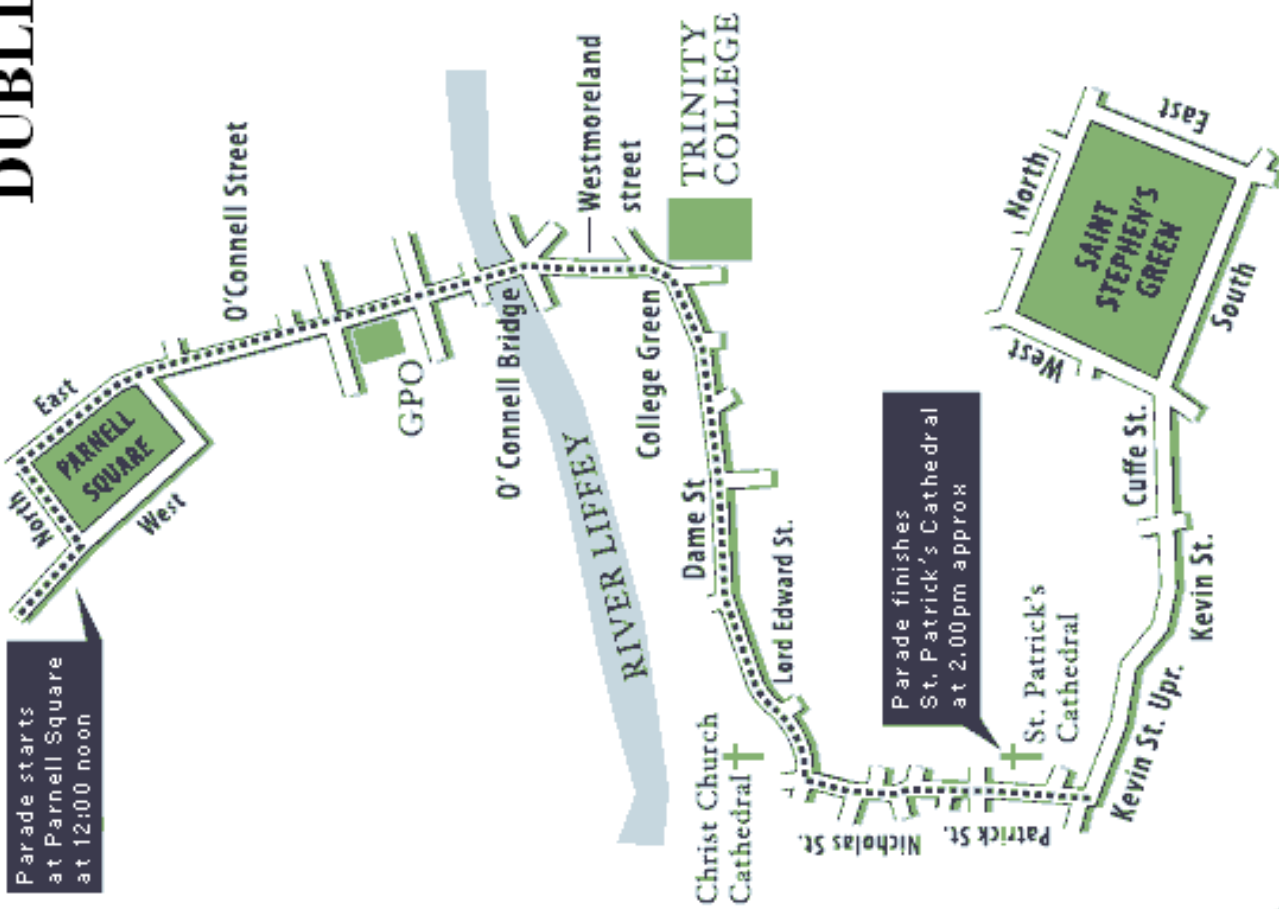 DUBLI
Parade starts
at Parnell Square
at 12:00 noon
North
East
PARNELL
SQUARE
West
O'Connell Street
GPO
O' Connell Bridge
RIVER LIFFEY
Westmoreland
street
TRINITY
COLLEGE
College Green
Dame St
Lord Edward St.
Christ Church
Cathedral
Nicholas St.
Patrick St.
Parade finishes
St. Patrick's Cathedral
at 2.00pm approx
St. Patrick's
Cathedral
Kevin St. Upr.
Kevin St.
Cuffe St.
West
North
East
South
SAINT
STEPHEN'S
GREEN